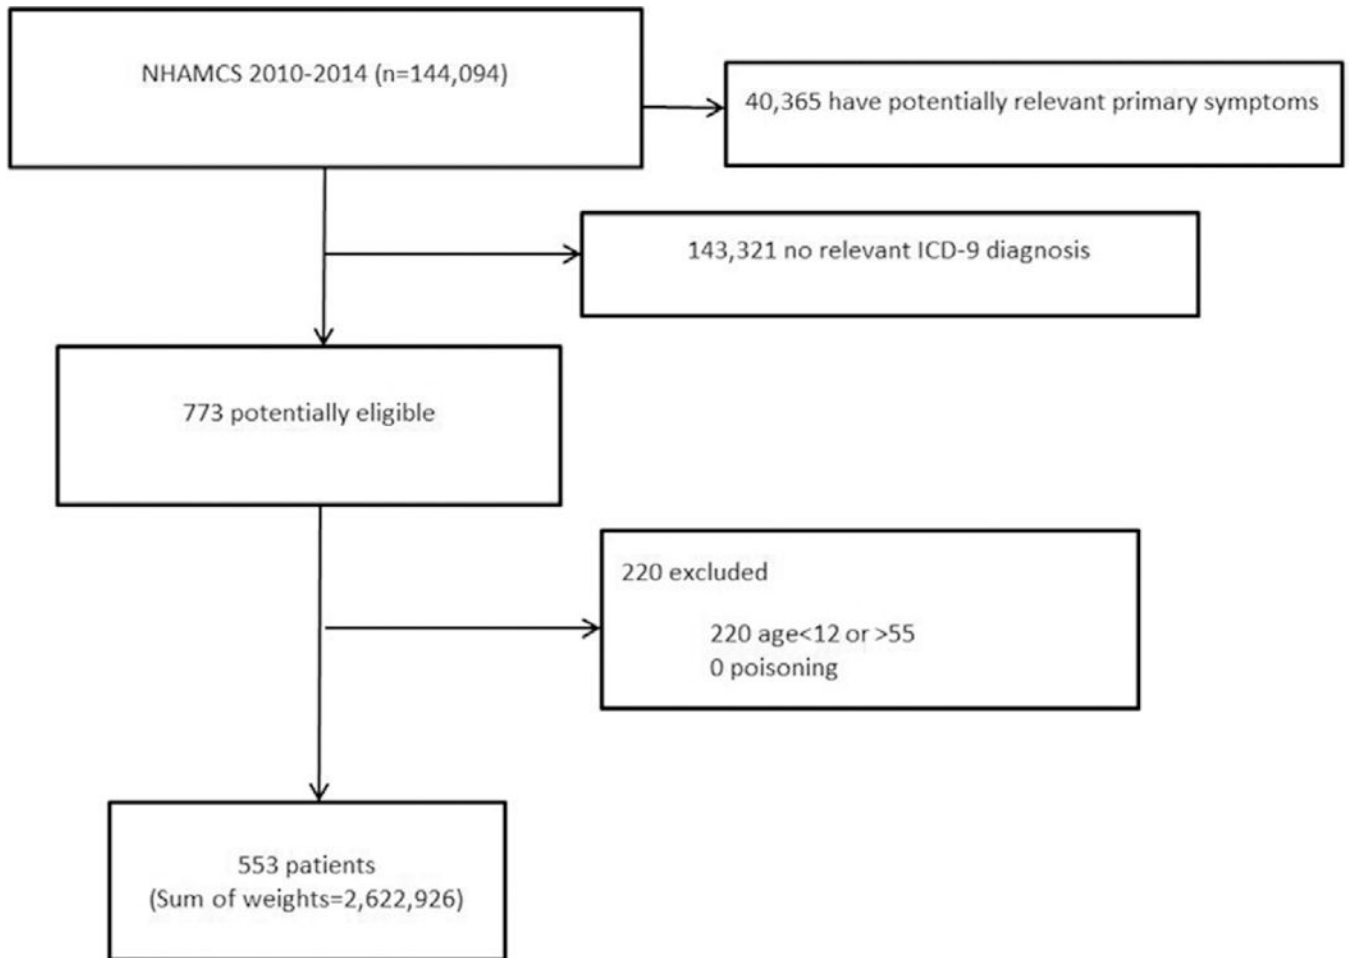 NHAMCS 2010-2014 (n=144,094)
40,365 have potentially relevant primary symptoms
143,321 no relevant ICD-9 diagnosis
773 potentially eligible
220 excluded
220 age<12 or >55
0 poisoning
553 patients
(Sum of weights=2,622,926)